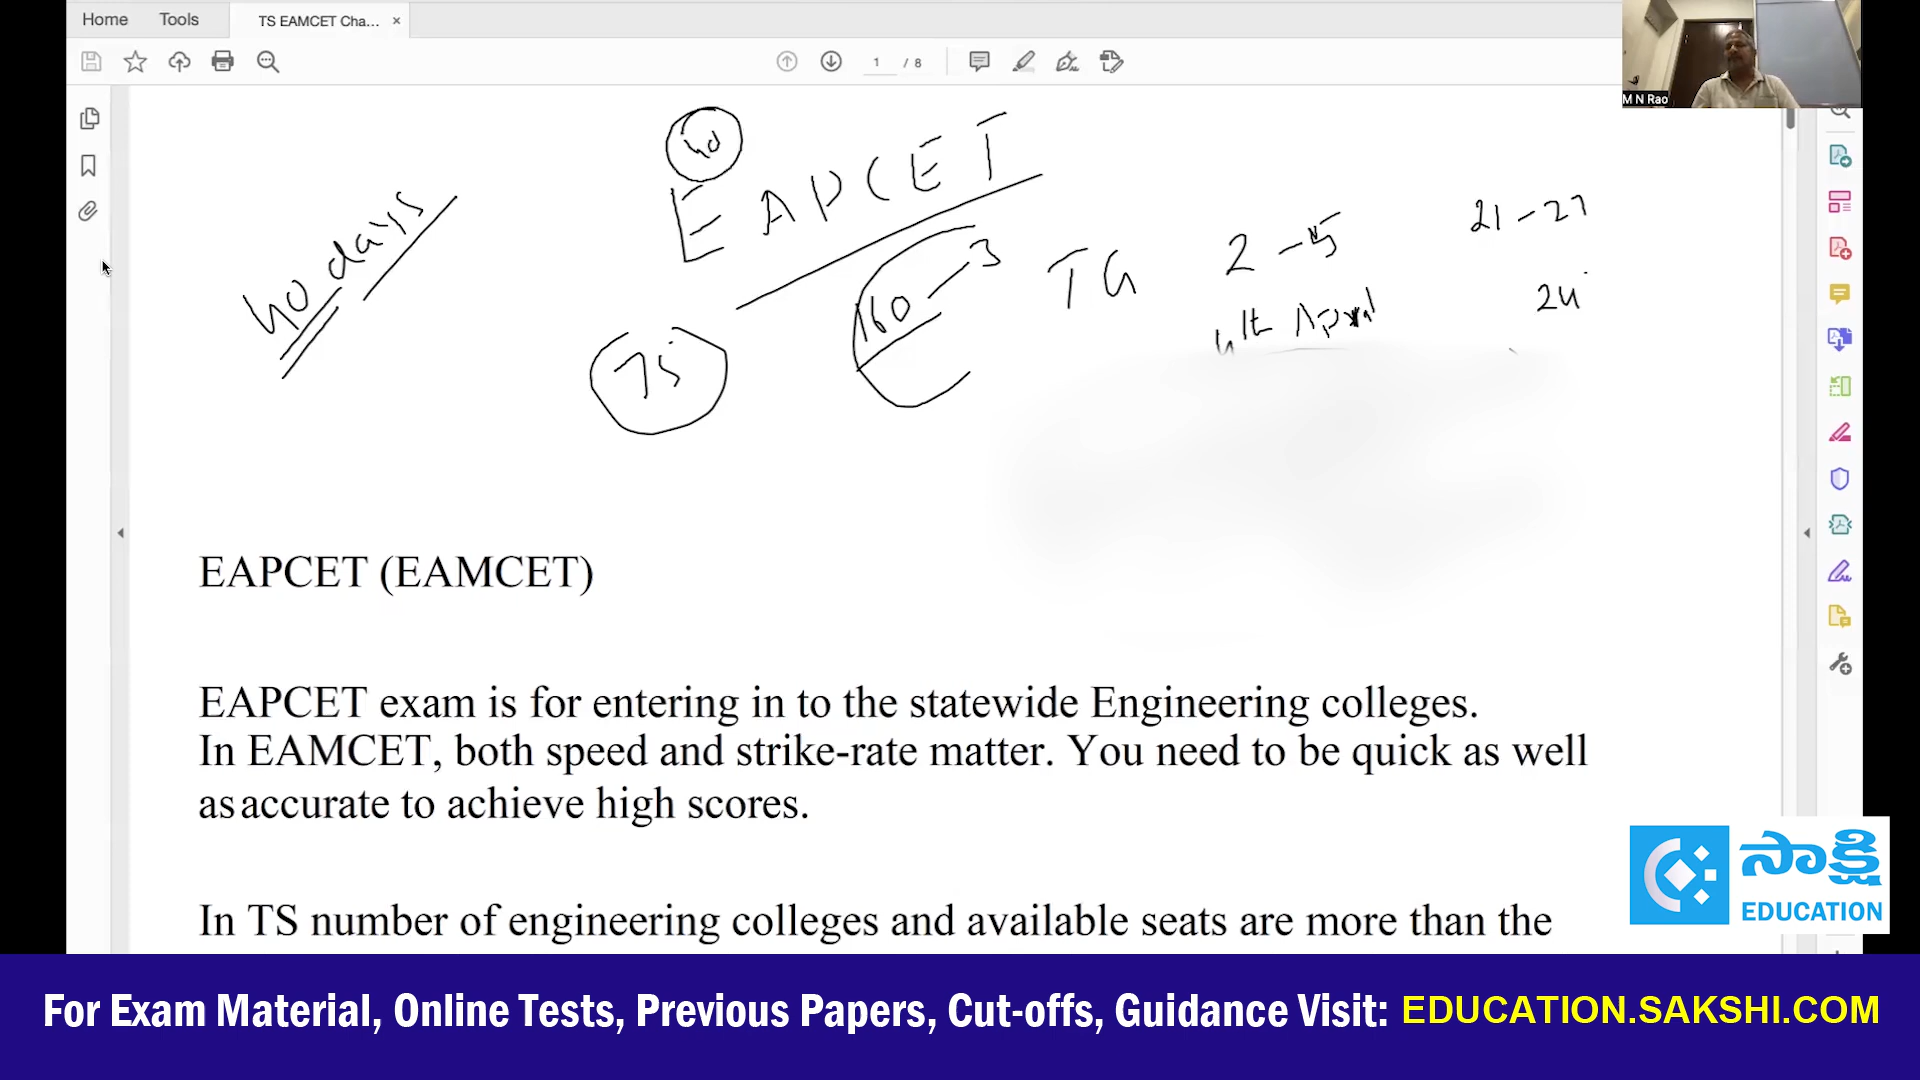 Home Tools TS EAMCET Cha... ×
1 / 8
M N Rao
40
EAPCET
40 days
2 - 5
21 - 27
160 - 3
TG
4th April
24
75
EAPCET (EAMCET)
EAPCET exam is for entering in to the statewide Engineering colleges.
In EAMCET, both speed and strike-rate matter. You need to be quick as well
as accurate to achieve high scores.
In TS number of engineering colleges and available seats are more than the
సాక్షి
EDUCATION
For Exam Material, Online Tests, Previous Papers, Cut-offs, Guidance Visit: EDUCATION.SAKSHI.COM